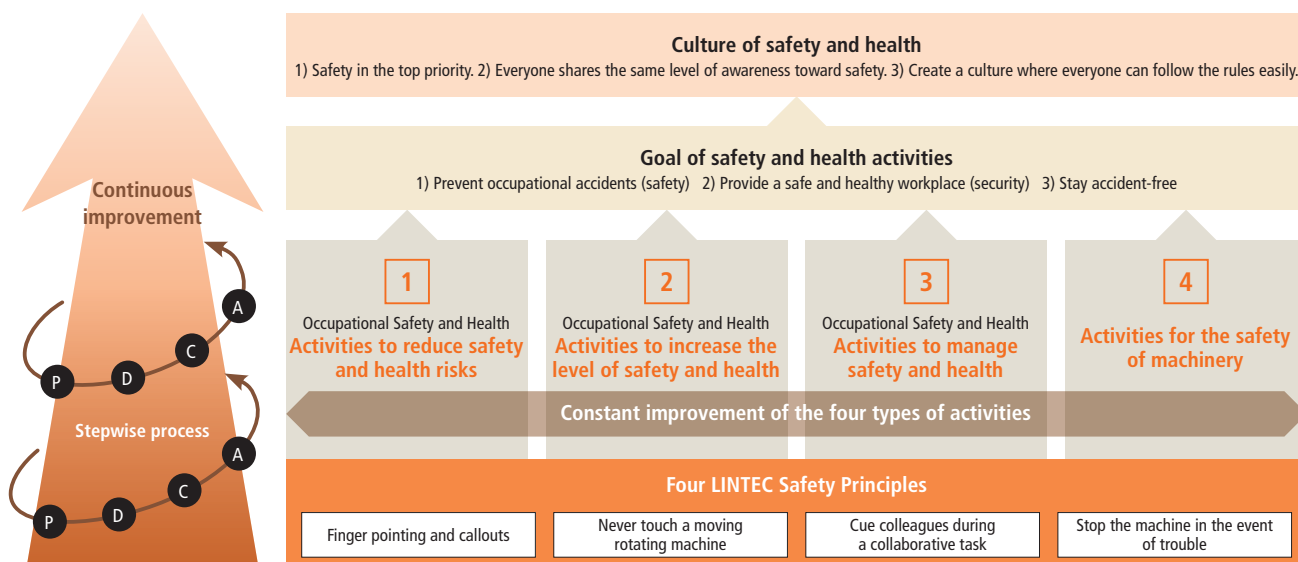 Culture of safety and health
1) Safety in the top priority. 2) Everyone shares the same level of awareness toward safety. 3) Create a culture where everyone can follow the rules easily.
Goal of safety and health activities
1) Prevent occupational accidents (safety) 2) Provide a safe and healthy workplace (security) 3) Stay accident-free
Continuous
improvement
A
C
D
P
Stepwise process
A
C
D
P
1
Occupational Safety and Health
Activities to reduce safety
and health risks
2
Occupational Safety and Health
Activities to increase the
level of safety and health
3
Occupational Safety and Health
Activities to manage
safety and health
4
Activities for the safety
of machinery
Constant improvement of the four types of activities
Four LINTEC Safety Principles
Finger pointing and callouts
Never touch a moving
rotating machine
Cue colleagues during
a collaborative task
Stop the machine in the event
of trouble